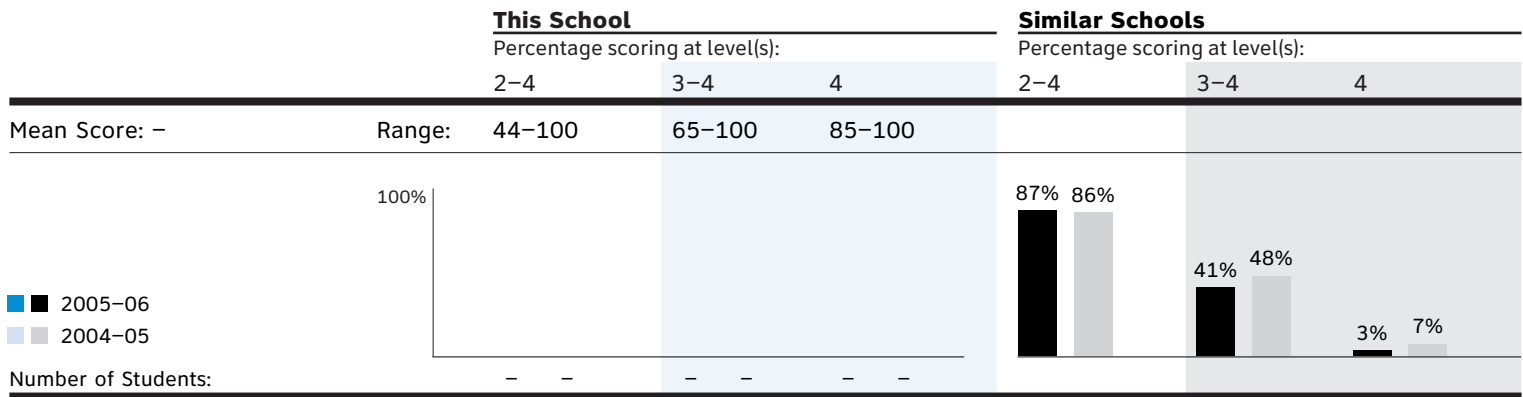 This School Similar Schools
Percentage scoring at level(s): Percentage scoring at level(s):
2–4 3–4 4 2–4 3–4 4
Mean Score: – Range: 44–100 65–100 85–100
100%
87% 86%
41% 48%
3% 7%
2005–06
2004–05
Number of Students: – – – – – –